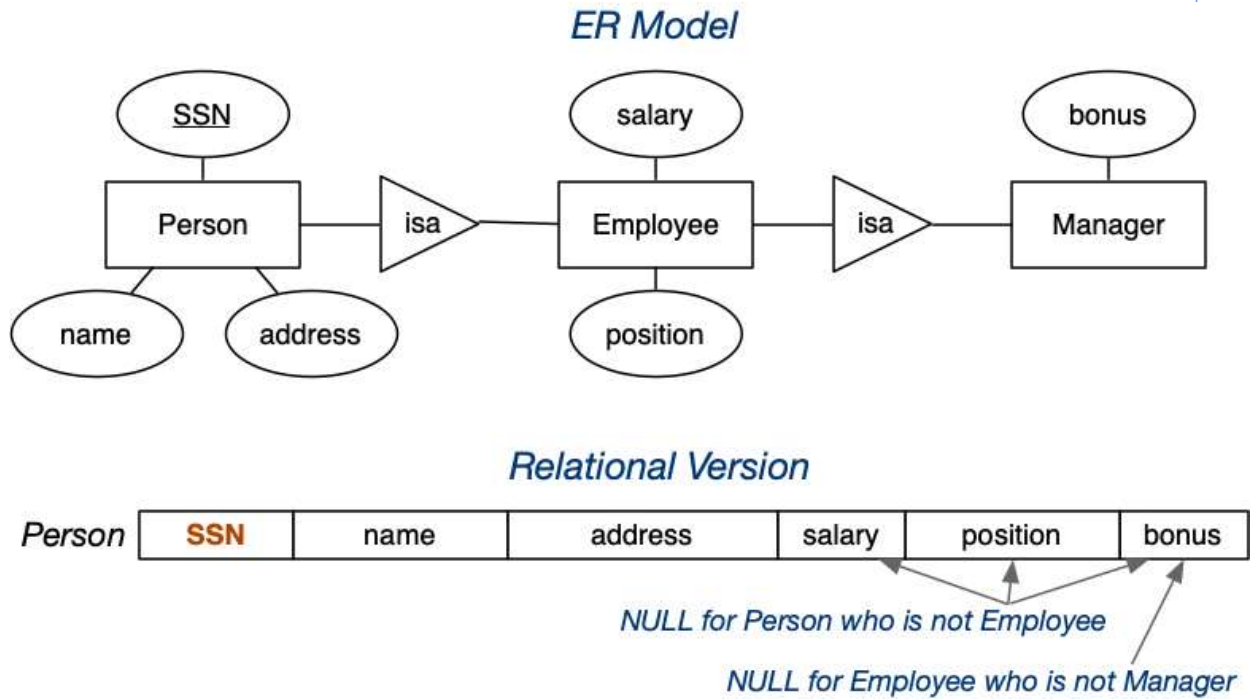 ER Model
SSN
salary
bonus
Person
isa
Employee
isa
Manager
name
address
position
Relational Version
Person SSN name address salary position bonus
NULL for Person who is not Employee
NULL for Employee who is not Manager